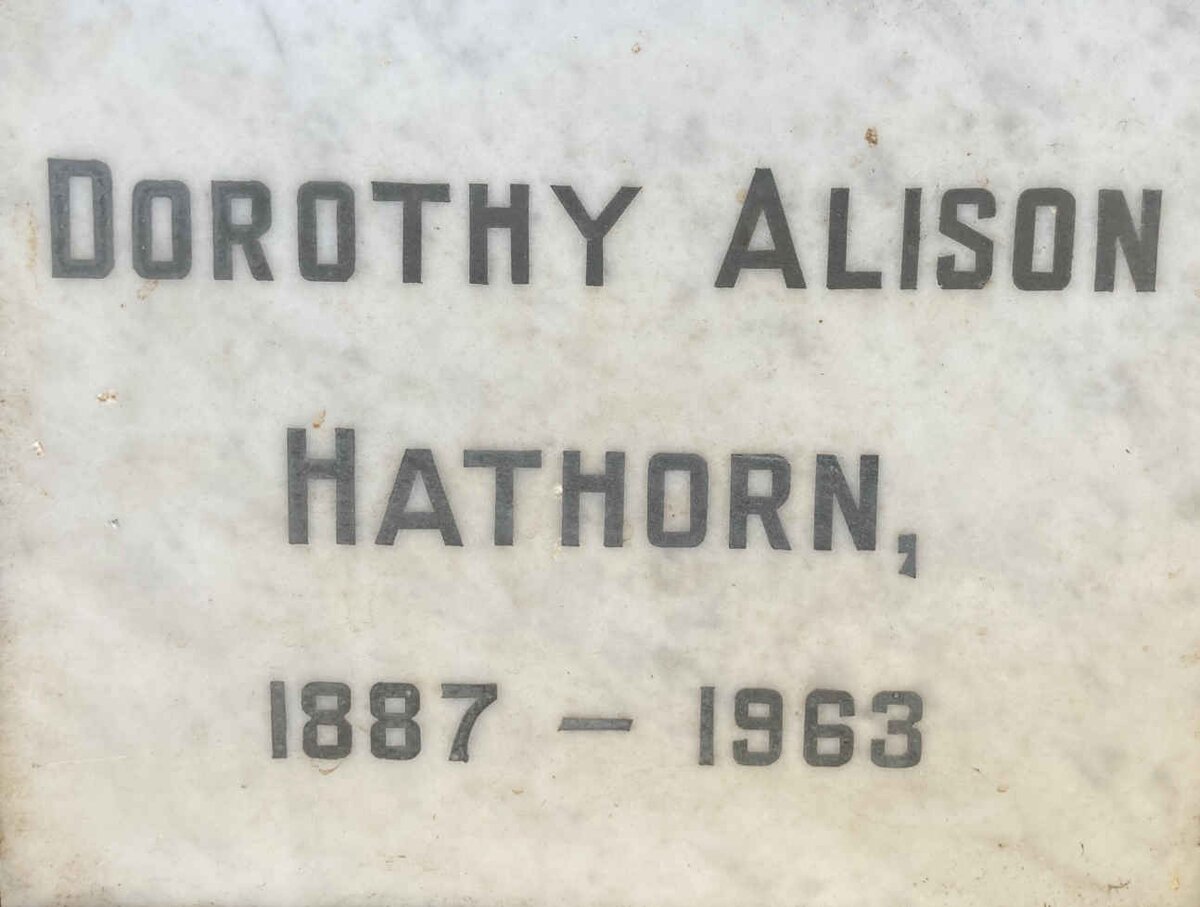 DOROTHY ALISON
HATHORN,
1887 – 1963